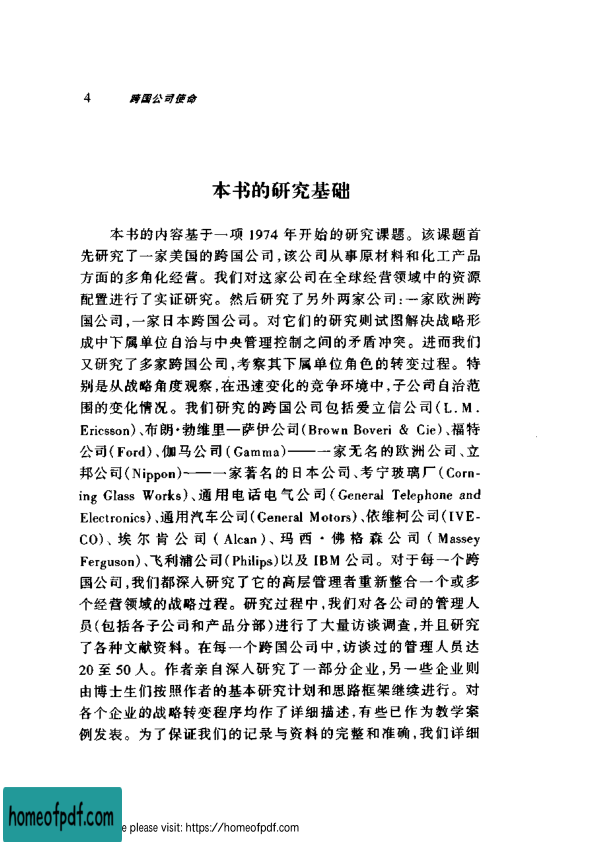 4 跨国公司使命
本书的研究基础
本书的内容基于一项 1974 年开始的研究课题。该课题首
先研究了一家美国的跨国公司,该公司从事原材料和化工产品
方面的多角化经营。我们对这家公司在全球经营领域中的资源
配置进行了实证研究。然后研究了另外两家公司:一家欧洲跨
国公司,一家日本跨国公司。对它们的研究则试图解决战略形
成中下属单位自治与中央管理控制之间的矛盾冲突。进而我们
又研究了多家跨国公司,考察其下属单位角色的转变过程。特
别是从战略角度观察,在迅速变化的竞争环境中,子公司自治范
围的变化情况。我们研究的跨国公司包括爱立信公司(L.M.
Ericsson)、布朗·勃维里—萨伊公司(Brown Boveri & Cie)、福特
公司(Ford)、伽马公司(Gamma)——一家无名的欧洲公司、立
邦公司(Nippon)——一家著名的日本公司、考宁玻璃厂(Corn-
ing Glass Works)、通用电话电气公司(General Telephone and
Electronics)、通用汽车公司(General Motors)、依维柯公司(IVE-
CO)、埃尔肯公司(Alcan)、玛西·佛格森公司(Massey
Ferguson)、飞利浦公司(Philips)以及 IBM 公司。对于每一个跨
国公司,我们都深入研究了它的高层管理者重新整合一个或多
个经营领域的战略过程。研究过程中,我们对各公司的管理人
员(包括各子公司和产品分部)进行了大量访谈调查,并且研究
了各种文献资料。在每一个跨国公司中,访谈过的管理人员达
20 至 50 人。作者亲自深入研究了一部分企业,另一些企业则
由博士生们按照作者的基本研究计划和思路框架继续进行。对
各个企业的战略转变程序均作了详细描述,有些已作为教学案
例发表。为了保证我们的记录与资料的完整和准确,我们详细
homeofpdf.com
e please visit: https://homeofpdf.com